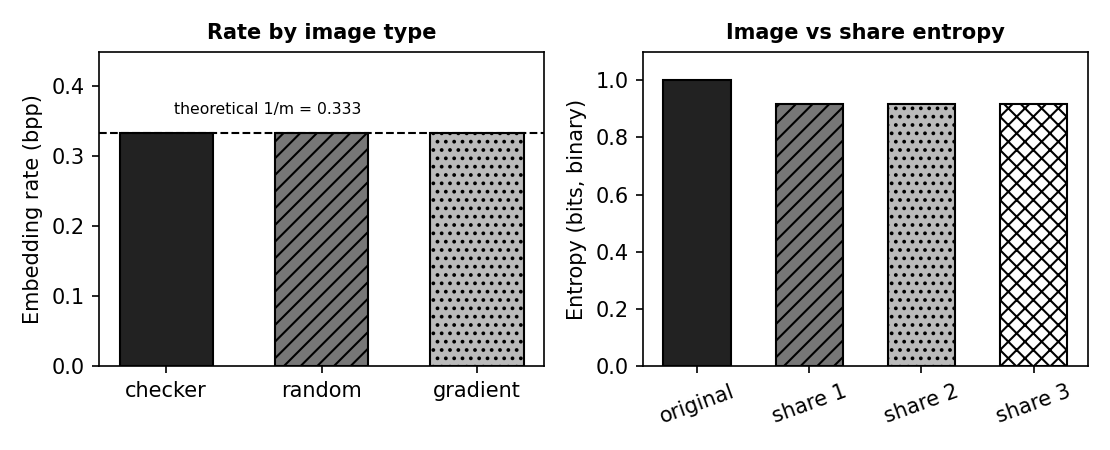 Rate by image type
Embedding rate (bpp)
0.4
0.3
0.2
0.1
0.0
theoretical 1/m = 0.333
checker
random
gradient
Image vs share entropy
Entropy (bits, binary)
1.0
0.8
0.6
0.4
0.2
0.0
original
share 1
share 2
share 3